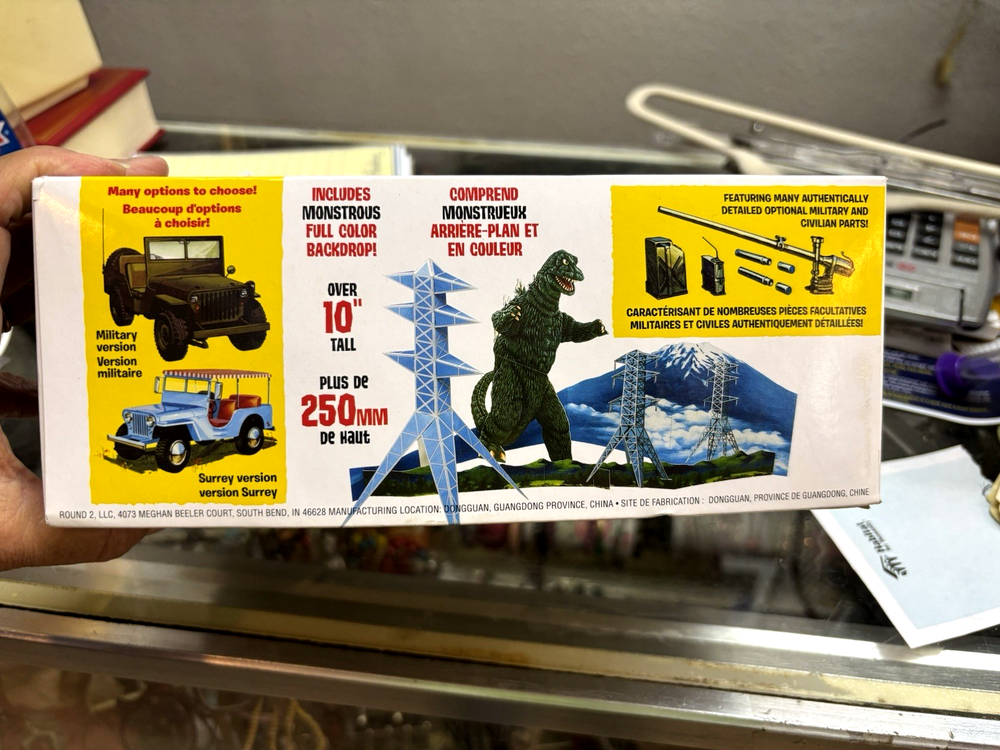 Many options to choose!
Beaucoup d'options
à choisir!
Military
version
Version
militaire
Surrey version
version Surrey
INCLUDES
MONSTROUS
FULL COLOR
BACKDROP!
OVER
10"
TALL
PLUS DE
250MM
DE HAUT
COMPREND
MONSTRUEUX
ARRIÈRE-PLAN ET
EN COULEUR
FEATURING MANY AUTHENTICALLY
DETAILED OPTIONAL MILITARY AND
CIVILIAN PARTS!
CARACTÉRISANT DE NOMBREUSES PIÈCES FACULTATIVES
MILITAIRES ET CIVILES AUTHENTIQUEMENT DÉTAILLÉES!
ROUND 2, LLC, 4073 MEGHAN BEELER COURT, SOUTH BEND, IN 46628 MANUFACTURING LOCATION: DONGGUAN, GUANGDONG PROVINCE, CHINA • SITE DE FABRICATION : DONGGUAN, PROVINCE DE GUANGDONG, CHINE
Habitat